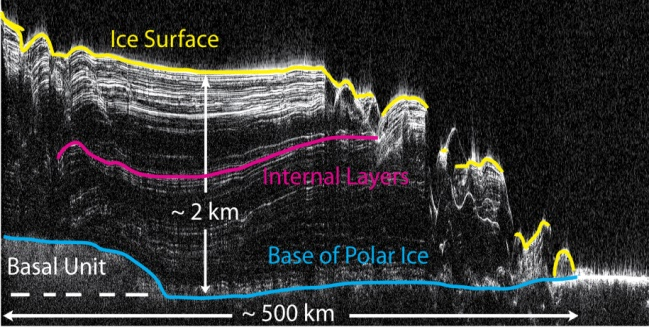 Ice Surface
Internal Layers
~ 2 km
Base of Polar Ice
Basal Unit
~ 500 km